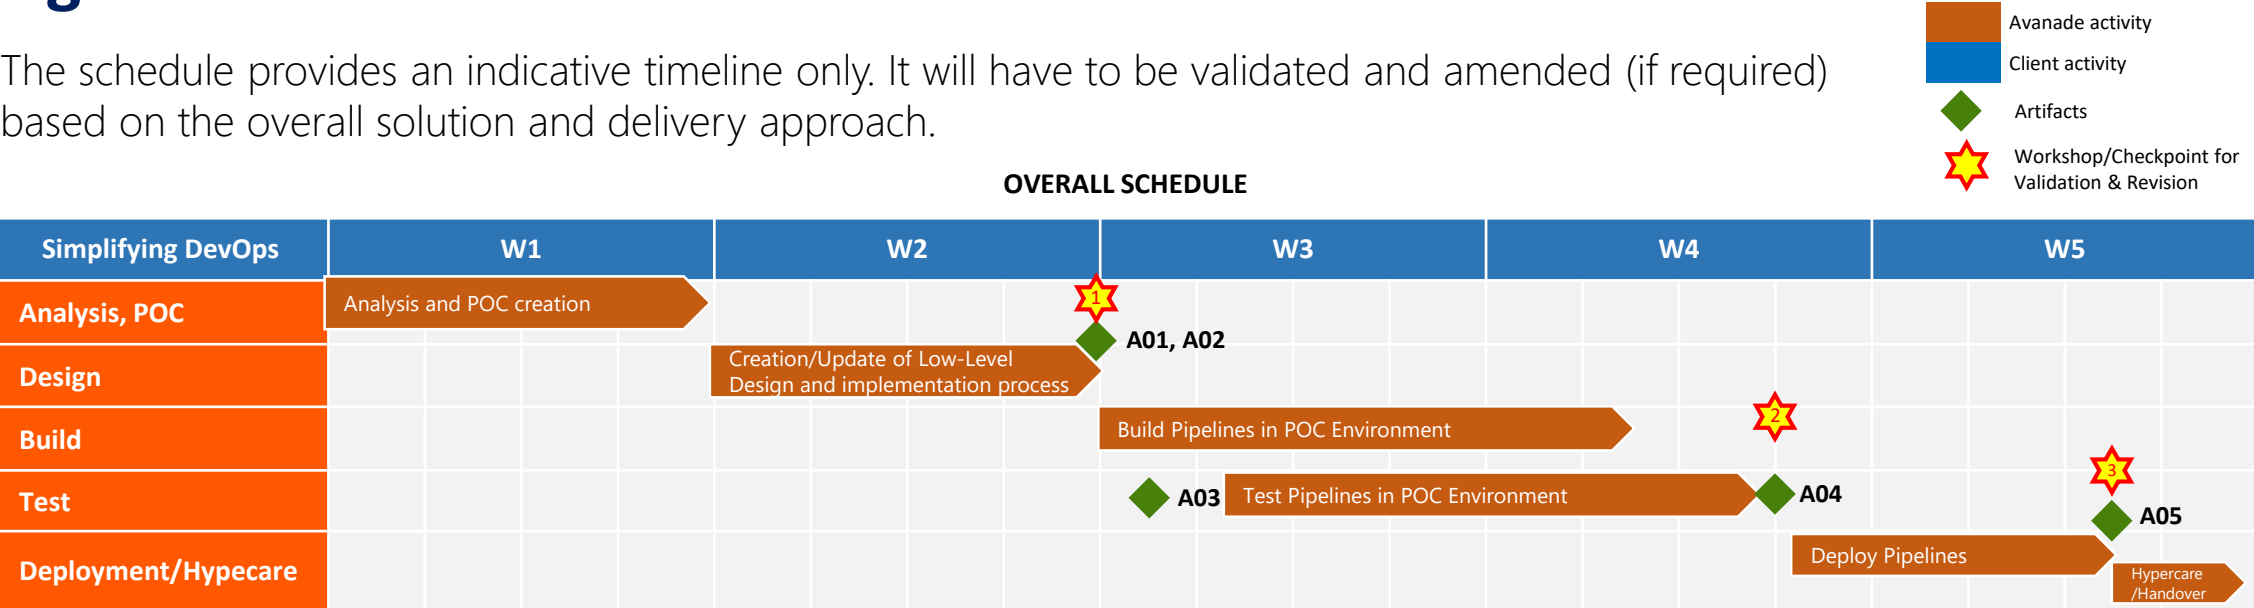 The schedule provides an indicative timeline only. It will have to be validated and amended (if required)
based on the overall solution and delivery approach.
Avanade activity
Client activity
Artifacts
Workshop/Checkpoint for
Validation & Revision
OVERALL SCHEDULE
Simplifying DevOps W1 W2 W3 W4 W5
Analysis, POC
Analysis and POC creation
1
A01, A02
Design
Creation/Update of Low-Level
Design and implementation process
Build
Build Pipelines in POC Environment
2
Test
A03
Test Pipelines in POC Environment
A04
3
A05
Deployment/Hypecare
Deploy Pipelines
Hypercare
/Handover